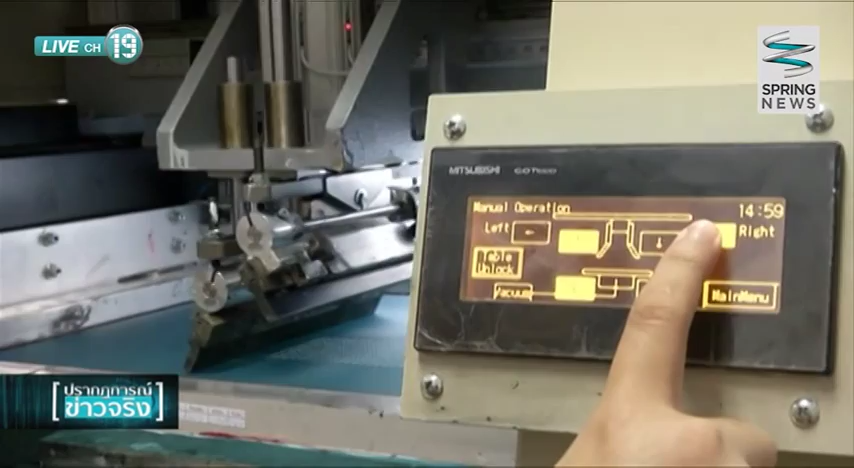 LIVE CH 19
SPRING
NEWS
MITSUBISHI
Manual Operation
14:59
Left
Right
Table
Unlock
Vacuum
MainMenu
ปรากฏการณ์
ข่าวจริง